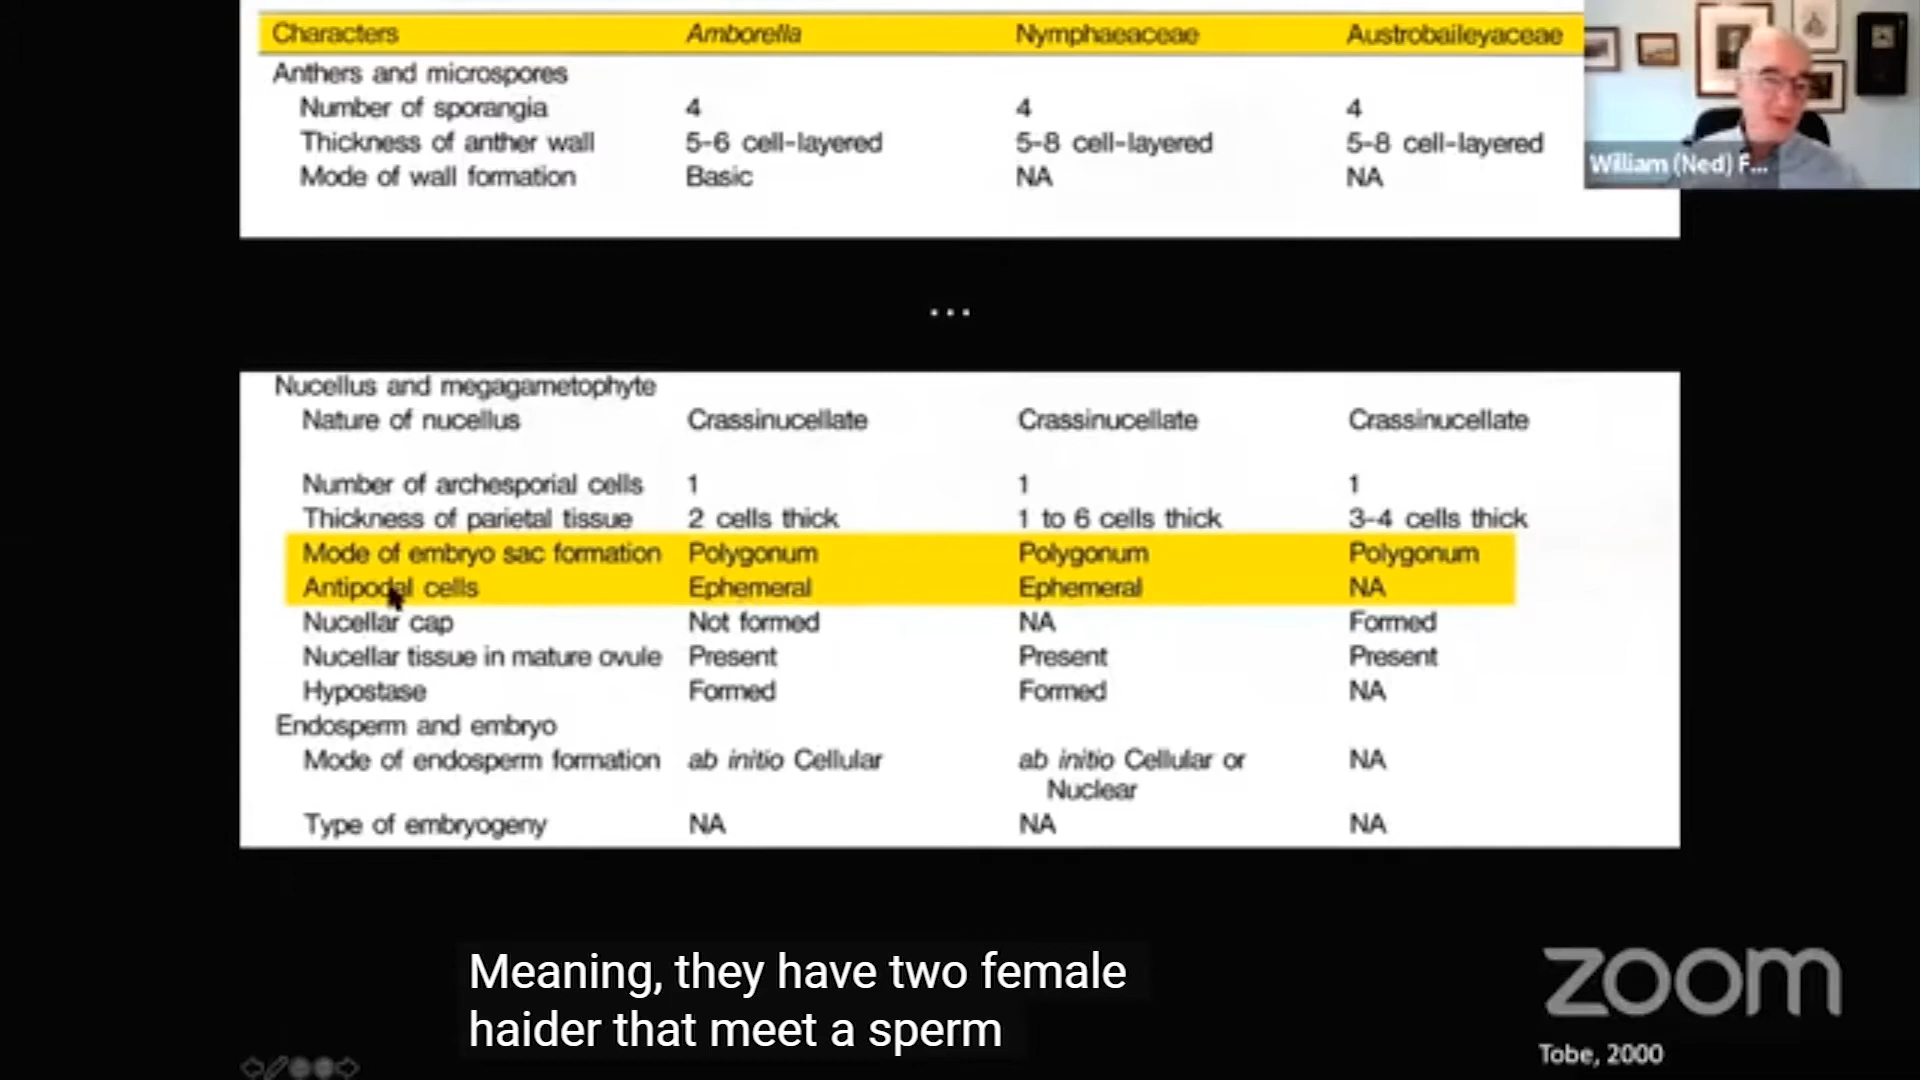 Characters Amborella Nymphaeaceae Austrobaileyaceae
Anthers and microspores
Number of sporangia 4 4 4
Thickness of anther wall 5-6 cell-layered 5-8 cell-layered 5-8 cell-layered
Mode of wall formation Basic NA NA
William (Ned) F...
...
Nucellus and megagametophyte
Nature of nucellus Crassinucellate Crassinucellate Crassinucellate
Number of archesporial cells 1 1 1
Thickness of parietal tissue 2 cells thick 1 to 6 cells thick 3-4 cells thick
Mode of embryo sac formation Polygonum Polygonum Polygonum
Antipodal cells Ephemeral Ephemeral NA
Nucellar cap Not formed NA Formed
Nucellar tissue in mature ovule Present Present Present
Hypostase Formed Formed NA
Endosperm and embryo
Mode of endosperm formation ab initio Cellular ab initio Cellular or NA
Nuclear
Type of embryogeny NA NA NA
Meaning, they have two female
haider that meet a sperm
zoom
Tobe, 2000